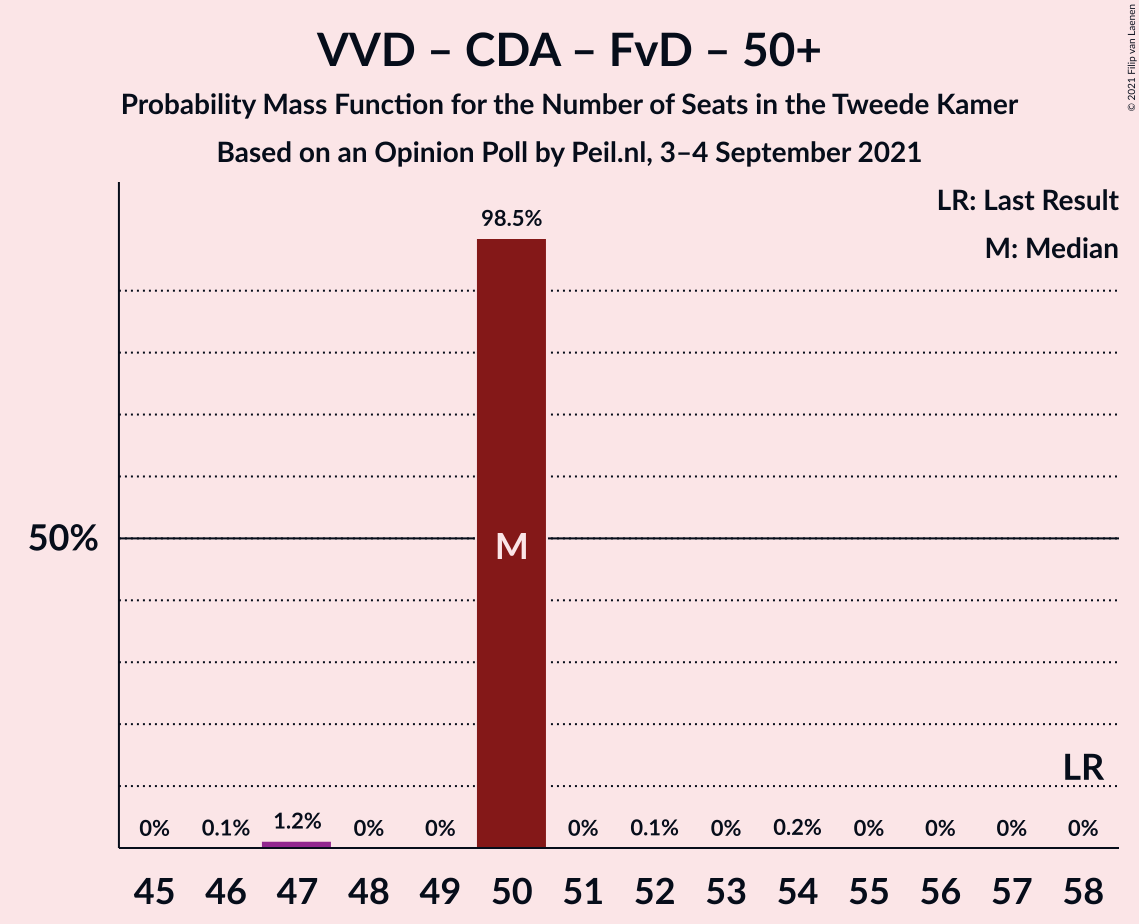 VVD – CDA – FvD – 50+
Probability Mass Function for the Number of Seats in the Tweede Kamer
Based on an Opinion Poll by Peil.nl, 3–4 September 2021
© 2021 Filip van Laenen
LR: Last Result
M: Median
98.5%
50%
M
LR
0% 0.1% 1.2% 0% 0% 0% 0.1% 0% 0.2% 0% 0% 0% 0%
45 46 47 48 49 50 51 52 53 54 55 56 57 58